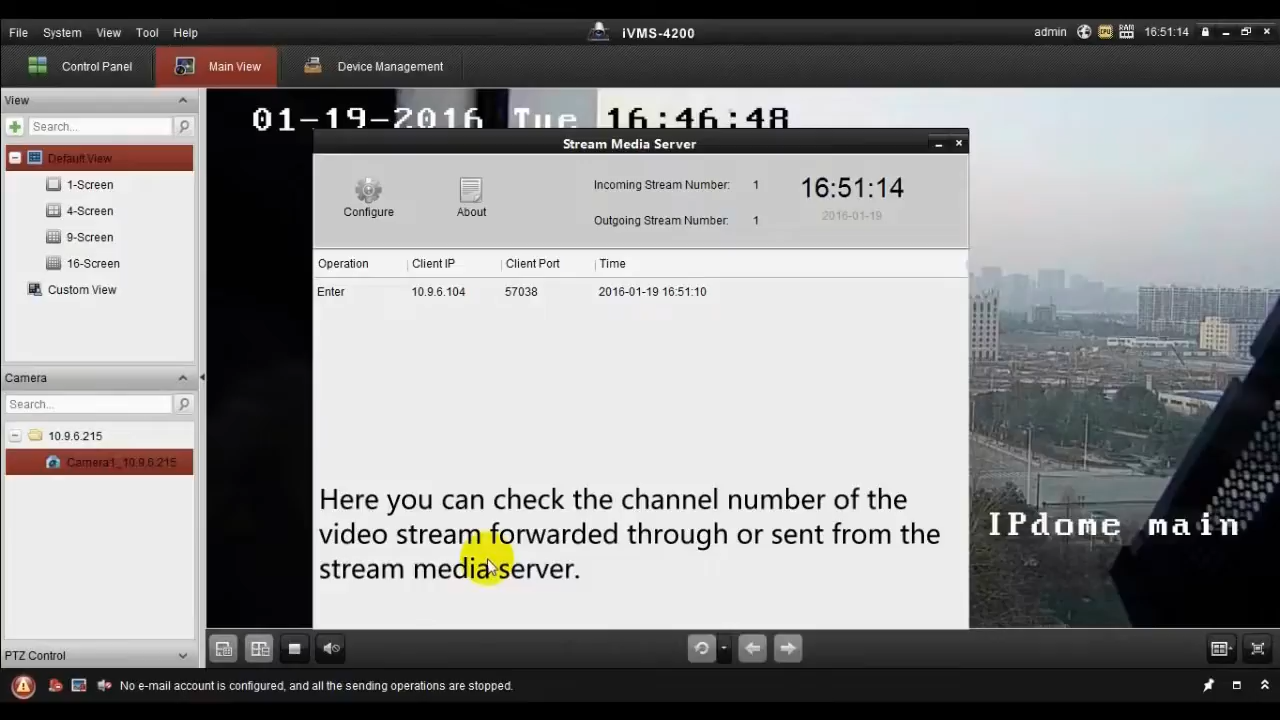 File System View Tool Help
iVMS-4200
admin
CPU
RAM
16:51:14
Control Panel
Main View
Device Management
View
Search...
Default View
1-Screen
4-Screen
9-Screen
16-Screen
Custom View
Camera
Search...
10.9.6.215
Camera1_10.9.6.215
PTZ Control
01-19-2016 Tue 16:46:48
Stream Media Server
Configure
About
Incoming Stream Number: 1
Outgoing Stream Number: 1
16:51:14
2016-01-19
Operation Client IP Client Port Time
Enter 10.9.6.104 57038 2016-01-19 16:51:10
Here you can check the channel number of the
video stream forwarded through or sent from the
stream media server.
IPdome main
No e-mail account is configured, and all the sending operations are stopped.